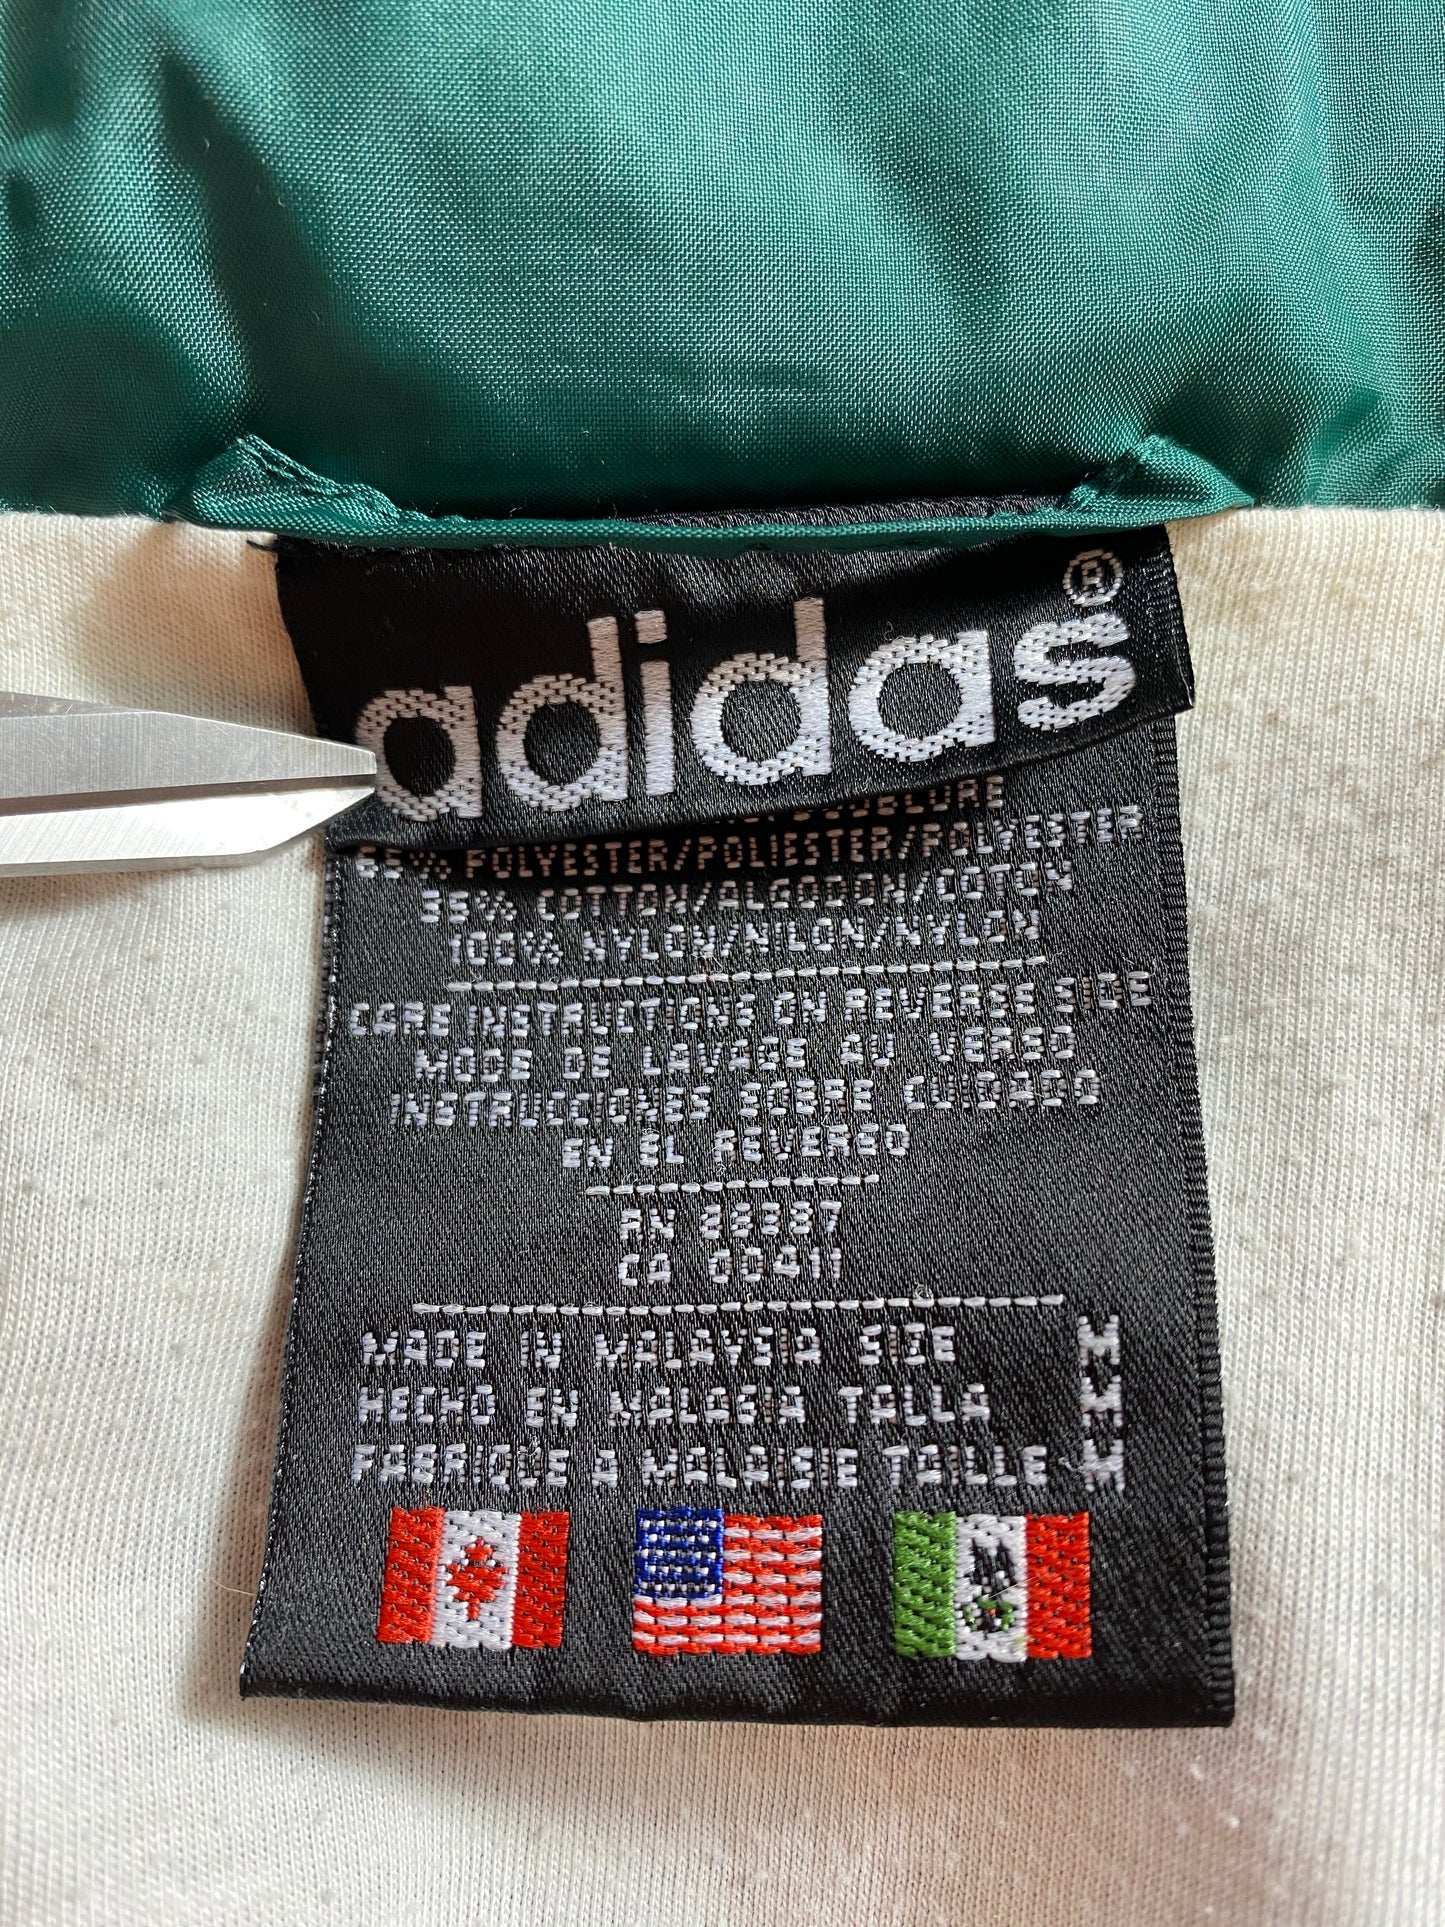 adidas®
65% POLYESTER/POLIESTER/POLYESTER
35% COTTON/ALGODON/COTON
100% NYLON/NILON/NYLON
CARE INSTRUCTIONS ON REVERSE SIDE
MODE DE LAVAGE AU VERSO
INSTRUCCIONES SOBRE CUIDADO
EN EL REVERSO
RN 88387
CA 00411
MADE IN MALAYSIA SIZE M
HECHO EN MALASIA TALLA M
FABRIQUE A MALAISIE TAILLE M